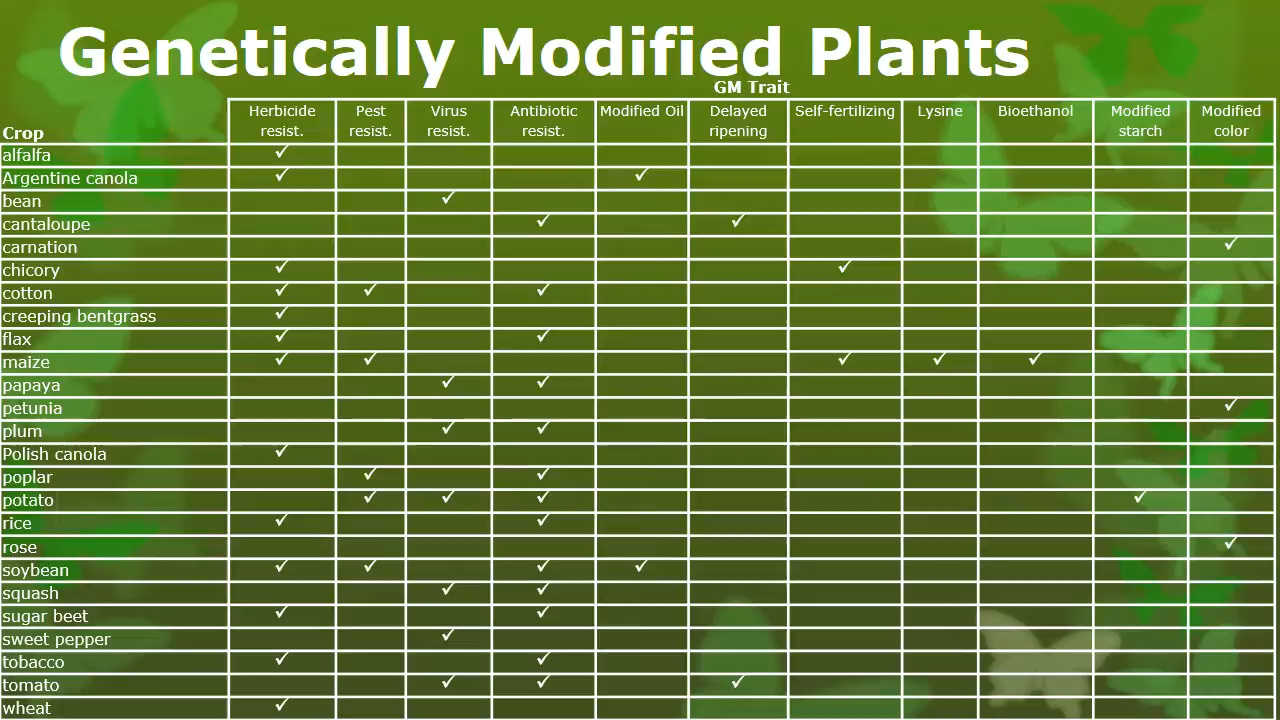 Genetically Modified Plants
GM Trait
Crop Herbicide resist. Pest resist. Virus resist. Antibiotic resist. Modified Oil Delayed ripening Self-fertilizing Lysine Bioethanol Modified starch Modified color
alfalfa ✓
Argentine canola ✓ ✓
bean ✓
cantaloupe ✓ ✓
carnation ✓
chicory ✓ ✓
cotton ✓ ✓ ✓
creeping bentgrass ✓
flax ✓ ✓
maize ✓ ✓ ✓ ✓ ✓
papaya ✓ ✓
petunia ✓
plum ✓ ✓
Polish canola ✓
poplar ✓ ✓
potato ✓ ✓ ✓ ✓
rice ✓ ✓
rose ✓
soybean ✓ ✓ ✓ ✓
squash ✓ ✓
sugar beet ✓ ✓
sweet pepper ✓
tobacco ✓ ✓
tomato ✓ ✓ ✓
wheat ✓